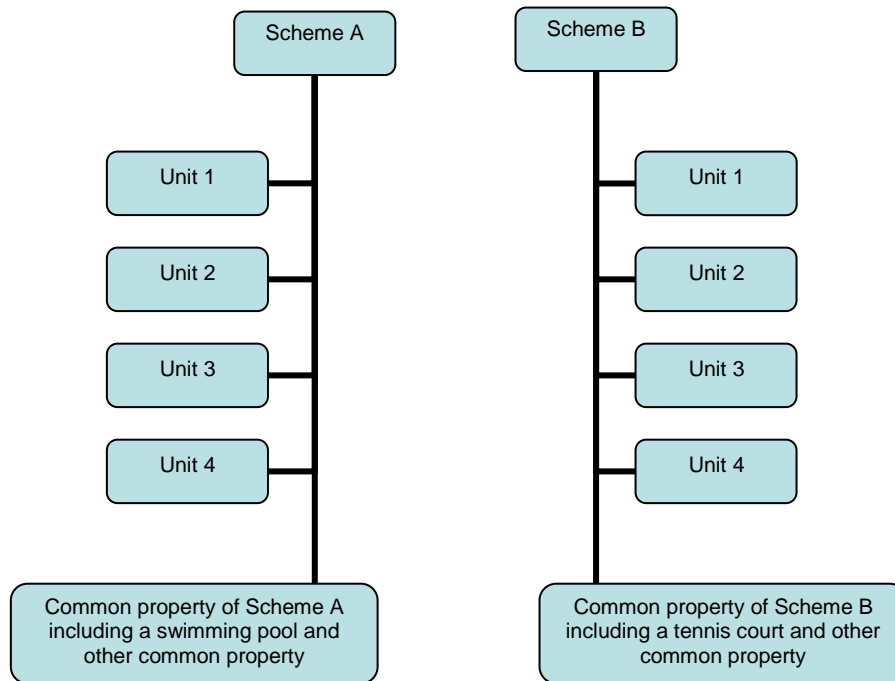 Scheme A
Unit 1
Unit 2
Unit 3
Unit 4
Common property of Scheme A
including a swimming pool and
other common property
Scheme B
Unit 1
Unit 2
Unit 3
Unit 4
Common property of Scheme B
including a tennis court and other
common property